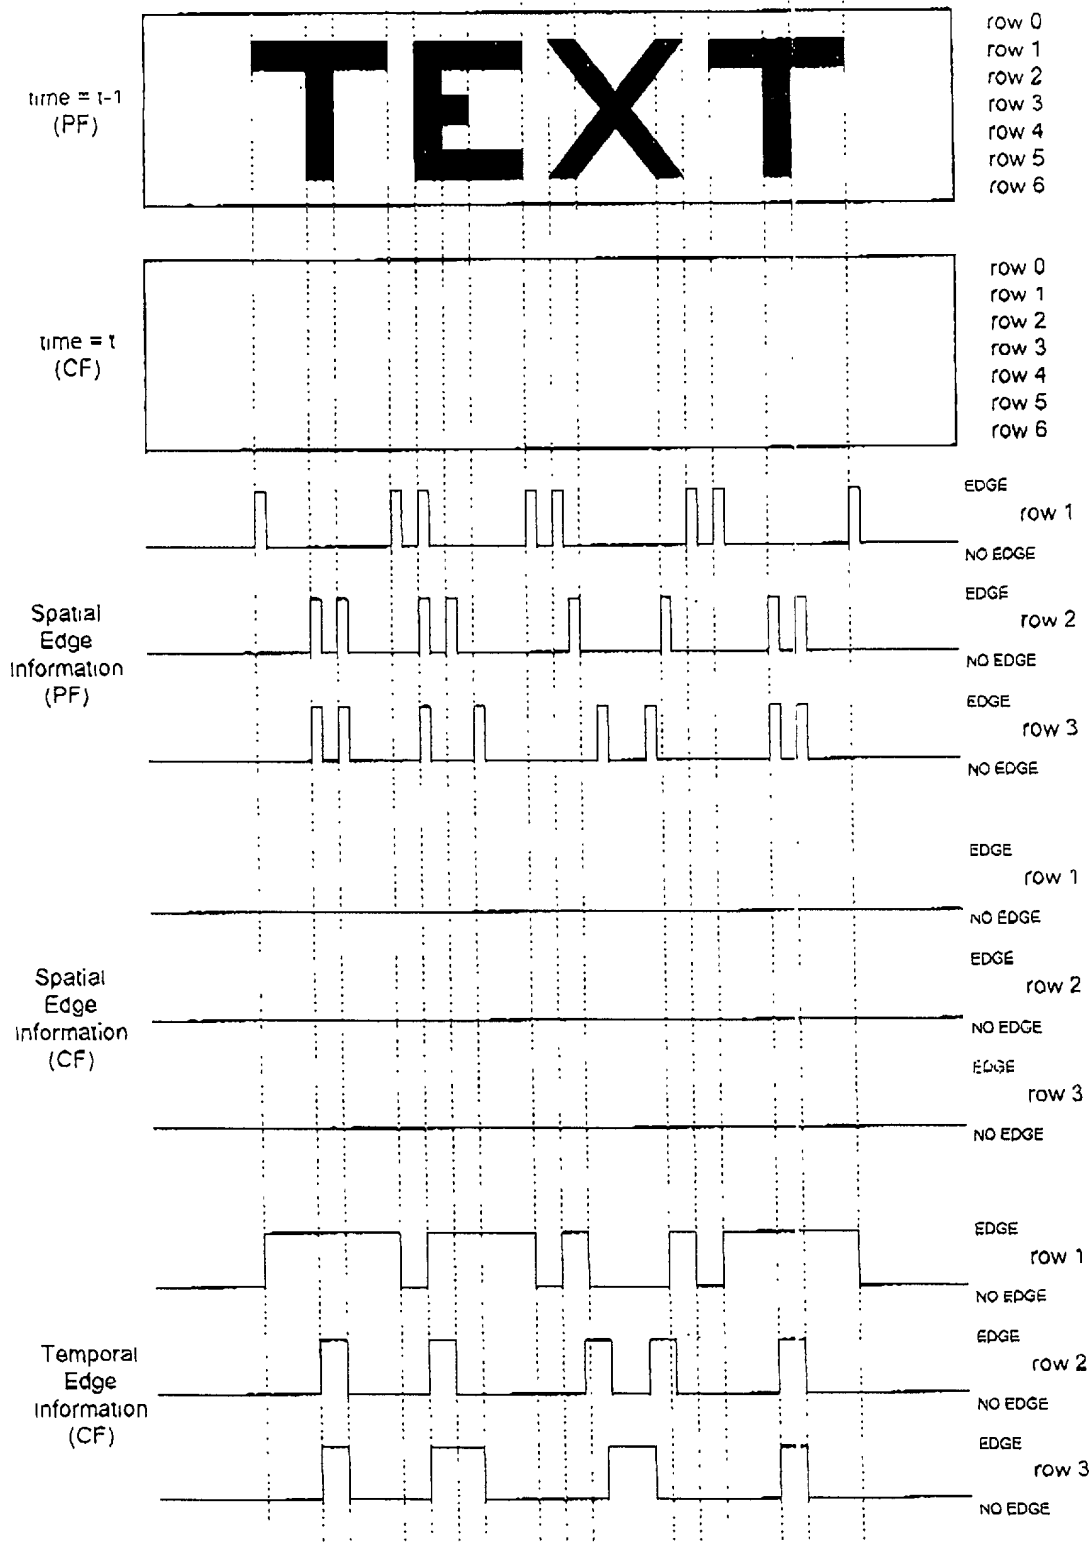 TEXT
time = t-1
(PF)
row 0
row 1
row 2
row 3
row 4
row 5
row 6
time = t
(CF)
row 0
row 1
row 2
row 3
row 4
row 5
row 6
Spatial
Edge
Information
(PF)
EDGE
row 1
NO EDGE
EDGE
row 2
NO EDGE
EDGE
row 3
NO EDGE
Spatial
Edge
Information
(CF)
EDGE
row 1
NO EDGE
EDGE
row 2
NO EDGE
EDGE
row 3
NO EDGE
Temporal
Edge
Information
(CF)
EDGE
row 1
NO EDGE
EDGE
row 2
NO EDGE
EDGE
row 3
NO EDGE